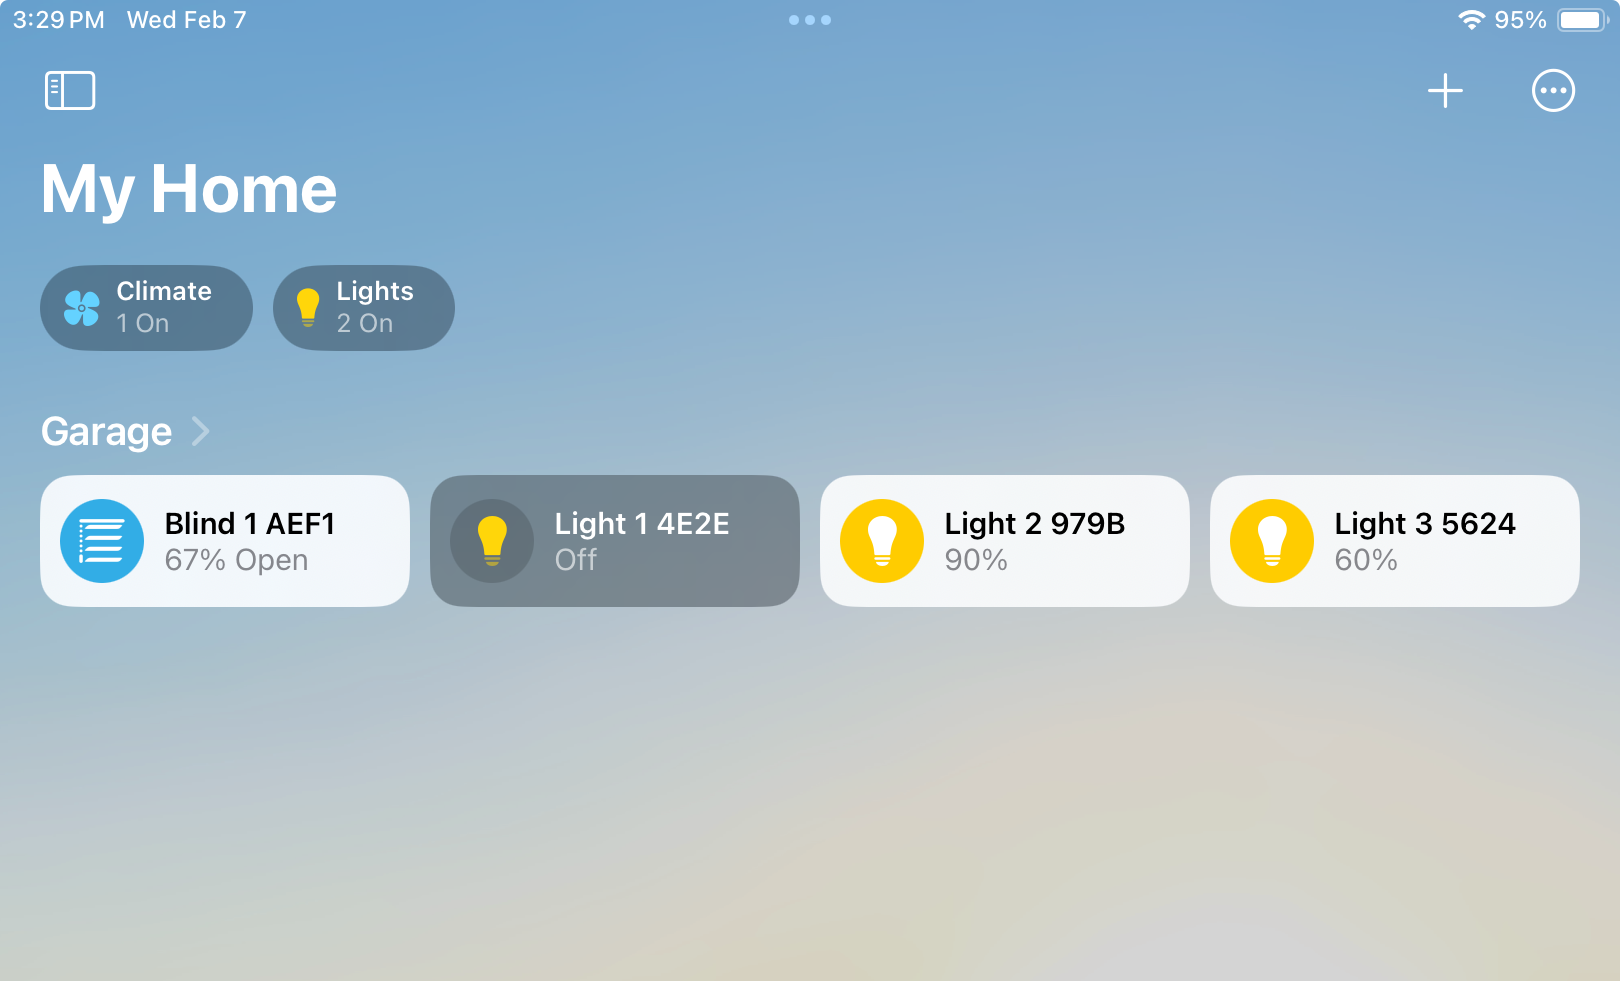 3:29 PM Wed Feb 7
95%
My Home
Climate
1 On
Lights
2 On
Garage
Blind 1 AEF1
67% Open
Light 1 4E2E
Off
Light 2 979B
90%
Light 3 5624
60%